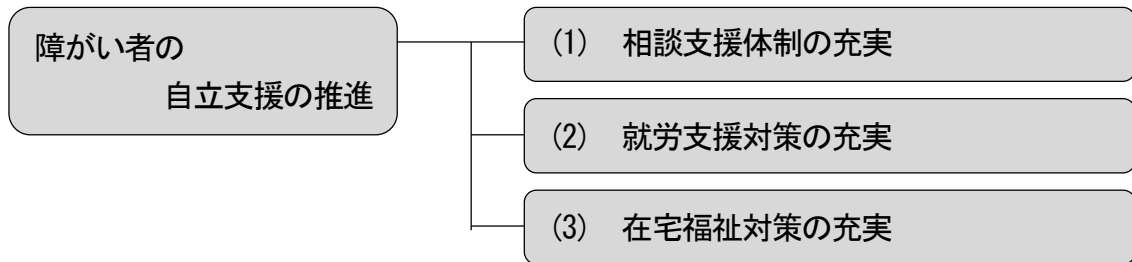 障がい者の
自立支援の推進
(1) 相談支援体制の充実
(2) 就労支援対策の充実
(3) 在宅福祉対策の充実